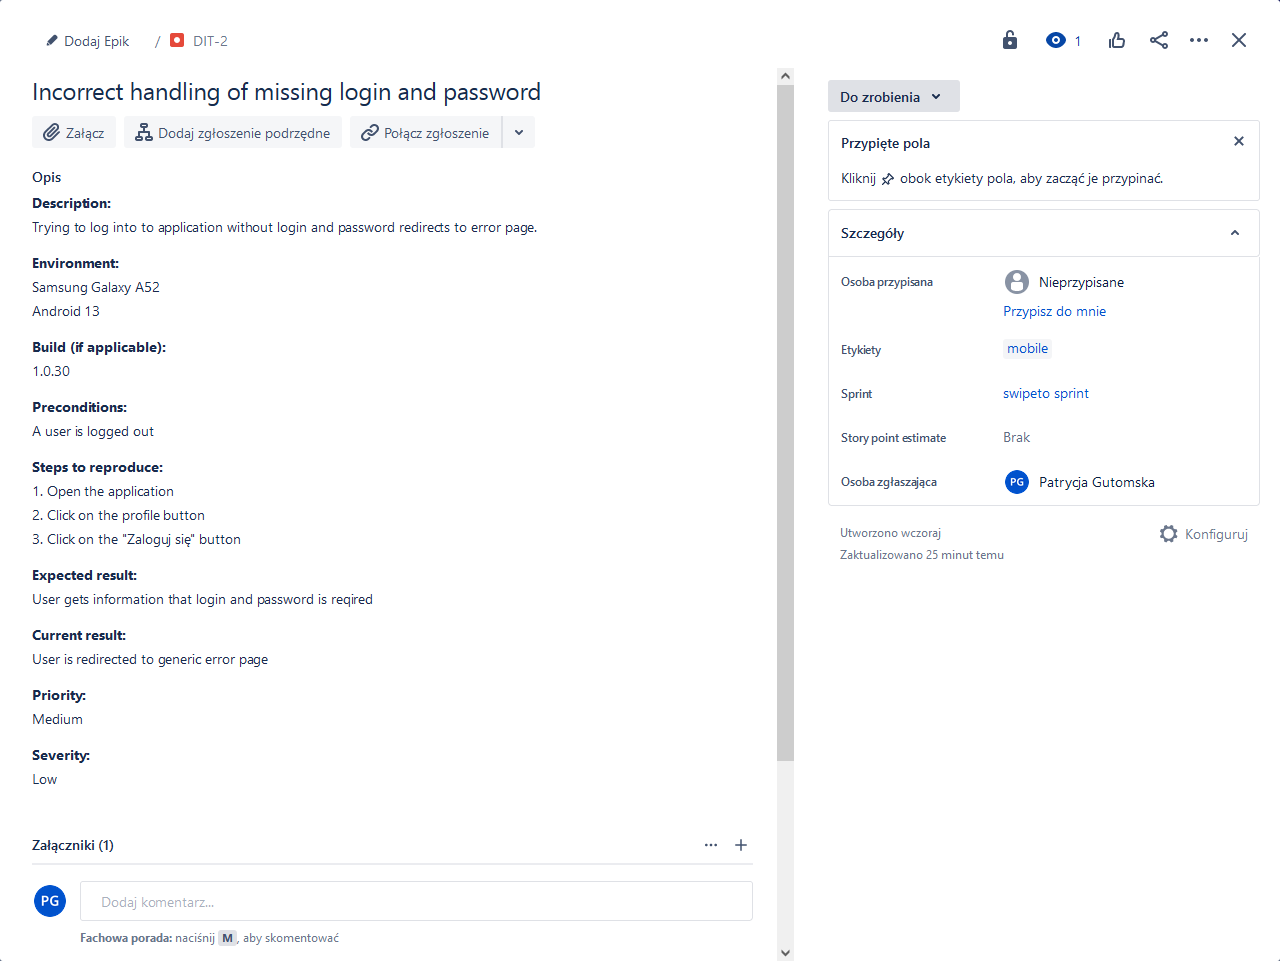 Dodaj Epik / DIT-2
1
Incorrect handling of missing login and password
Załącz Dodaj zgłoszenie podrzędne Połącz zgłoszenie
Opis
Description:
Trying to log into to application without login and password redirects to error page.
Environment:
Samsung Galaxy A52
Android 13
Build (if applicable):
1.0.30
Preconditions:
A user is logged out
Steps to reproduce:
1. Open the application
2. Click on the profile button
3. Click on the "Zaloguj się" button
Expected result:
User gets information that login and password is reqired
Current result:
User is redirected to generic error page
Priority:
Medium
Severity:
Low
Załączniki (1)
PG Dodaj komentarz...
Fachowa porada: naciśnij M, aby skomentować
Do zrobienia
Przypięte pola
Kliknij obok etykiety pola, aby zacząć je przypinać.
Szczegóły
Osoba przypisana Nieprzypisane
Przypisz do mnie
Etykiety mobile
Sprint swipeto sprint
Story point estimate Brak
Osoba zgłaszająca PG Patrycja Gutomska
Utworzono wczoraj Konfiguruj
Zaktualizowano 25 minut temu